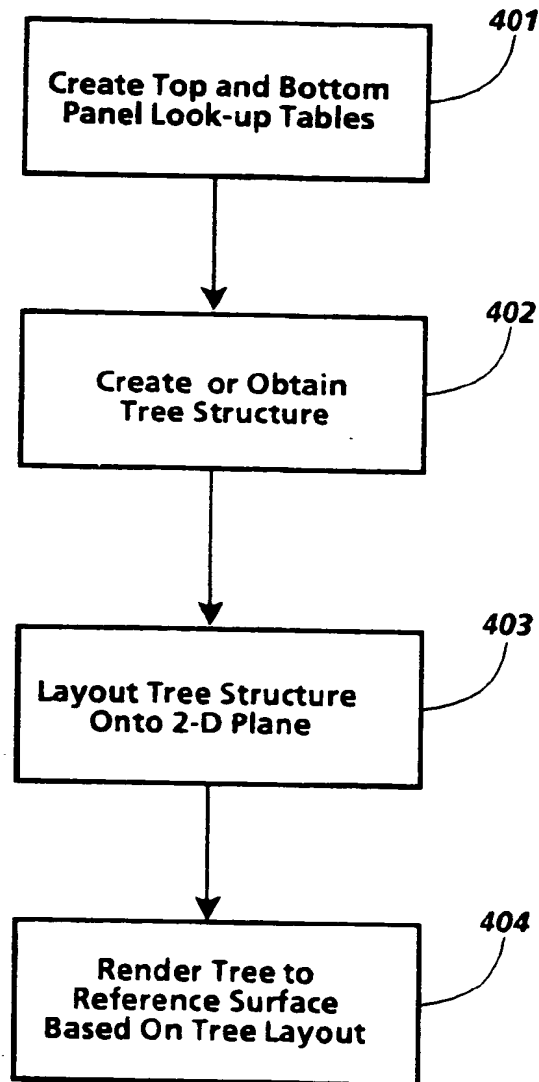 401
Create Top and Bottom
Panel Look-up Tables
402
Create or Obtain
Tree Structure
403
Layout Tree Structure
Onto 2-D Plane
404
Render Tree to
Reference Surface
Based On Tree Layout